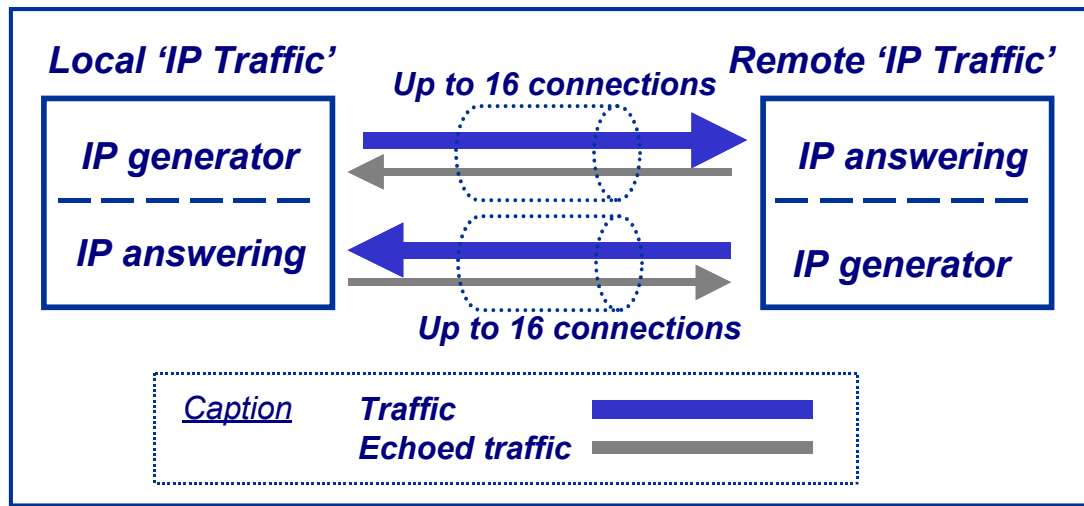 Local ‘IP Traffic’
Remote ‘IP Traffic’
Up to 16 connections
IP generator
IP answering
IP answering
IP generator
Up to 16 connections
Caption
Traffic
Echoed traffic